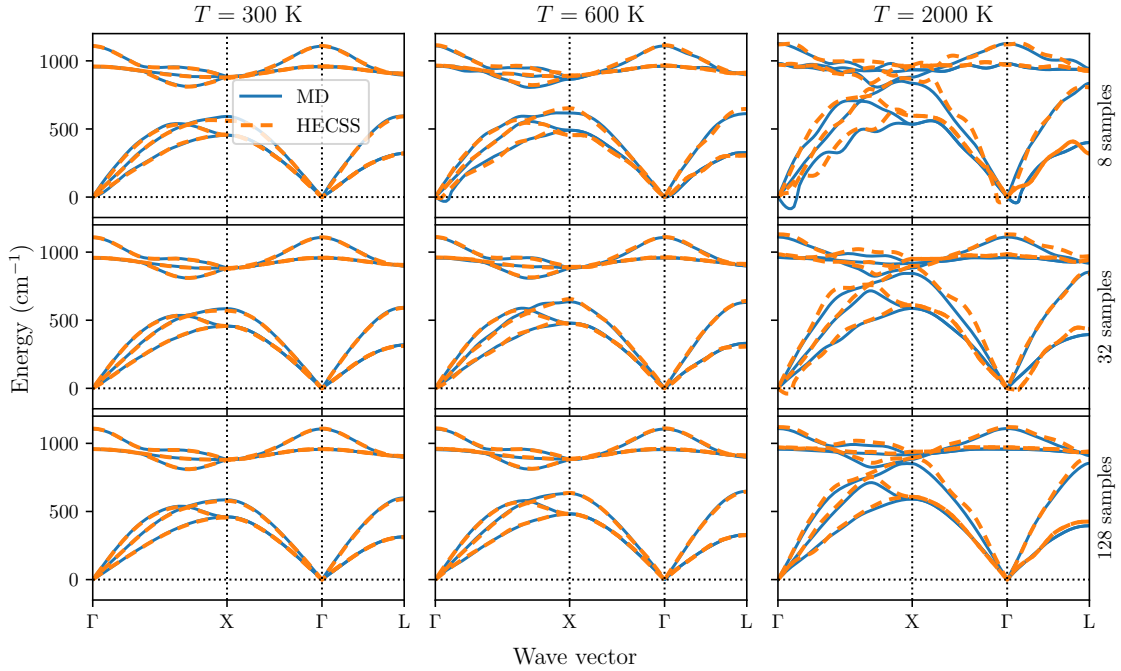 T = 300 K
T = 600 K
T = 2000 K
1000
500
0
MD
HECSS
8 samples
Energy (cm⁻¹)
1000
500
0
32 samples
1000
500
0
128 samples
Γ X Γ L
Γ X Γ L
Γ X Γ L
Wave vector